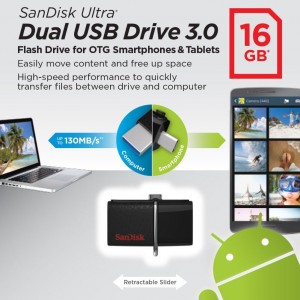 SanDisk Ultra®
Dual USB Drive 3.0
Flash Drive for OTG Smartphones & Tablets
Easily move content and free up space
High-speed performance to quickly
transfer files between drive and computer
16
GB*
UP TO 130MB/s**
Computer
Smartphone
SanDisk
Retractable Slider